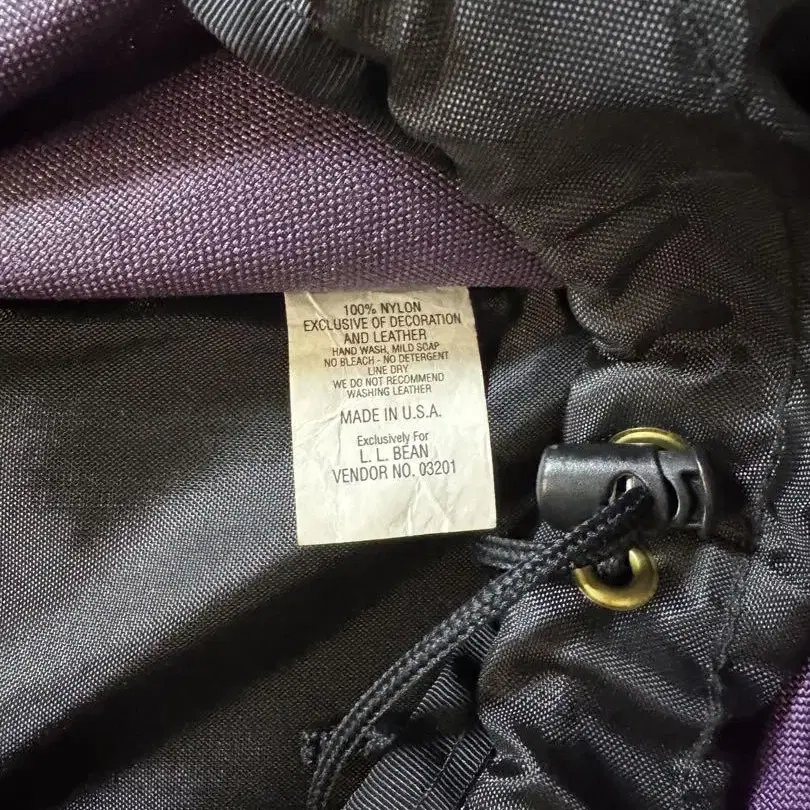 100% NYLON
EXCLUSIVE OF DECORATION
AND LEATHER
HAND WASH, MILD SOAP
NO BLEACH - NO DETERGENT
LINE DRY
WE DO NOT RECOMMEND
WASHING LEATHER
MADE IN U.S.A.
Exclusively For
L. L. BEAN
VENDOR NO. 03201